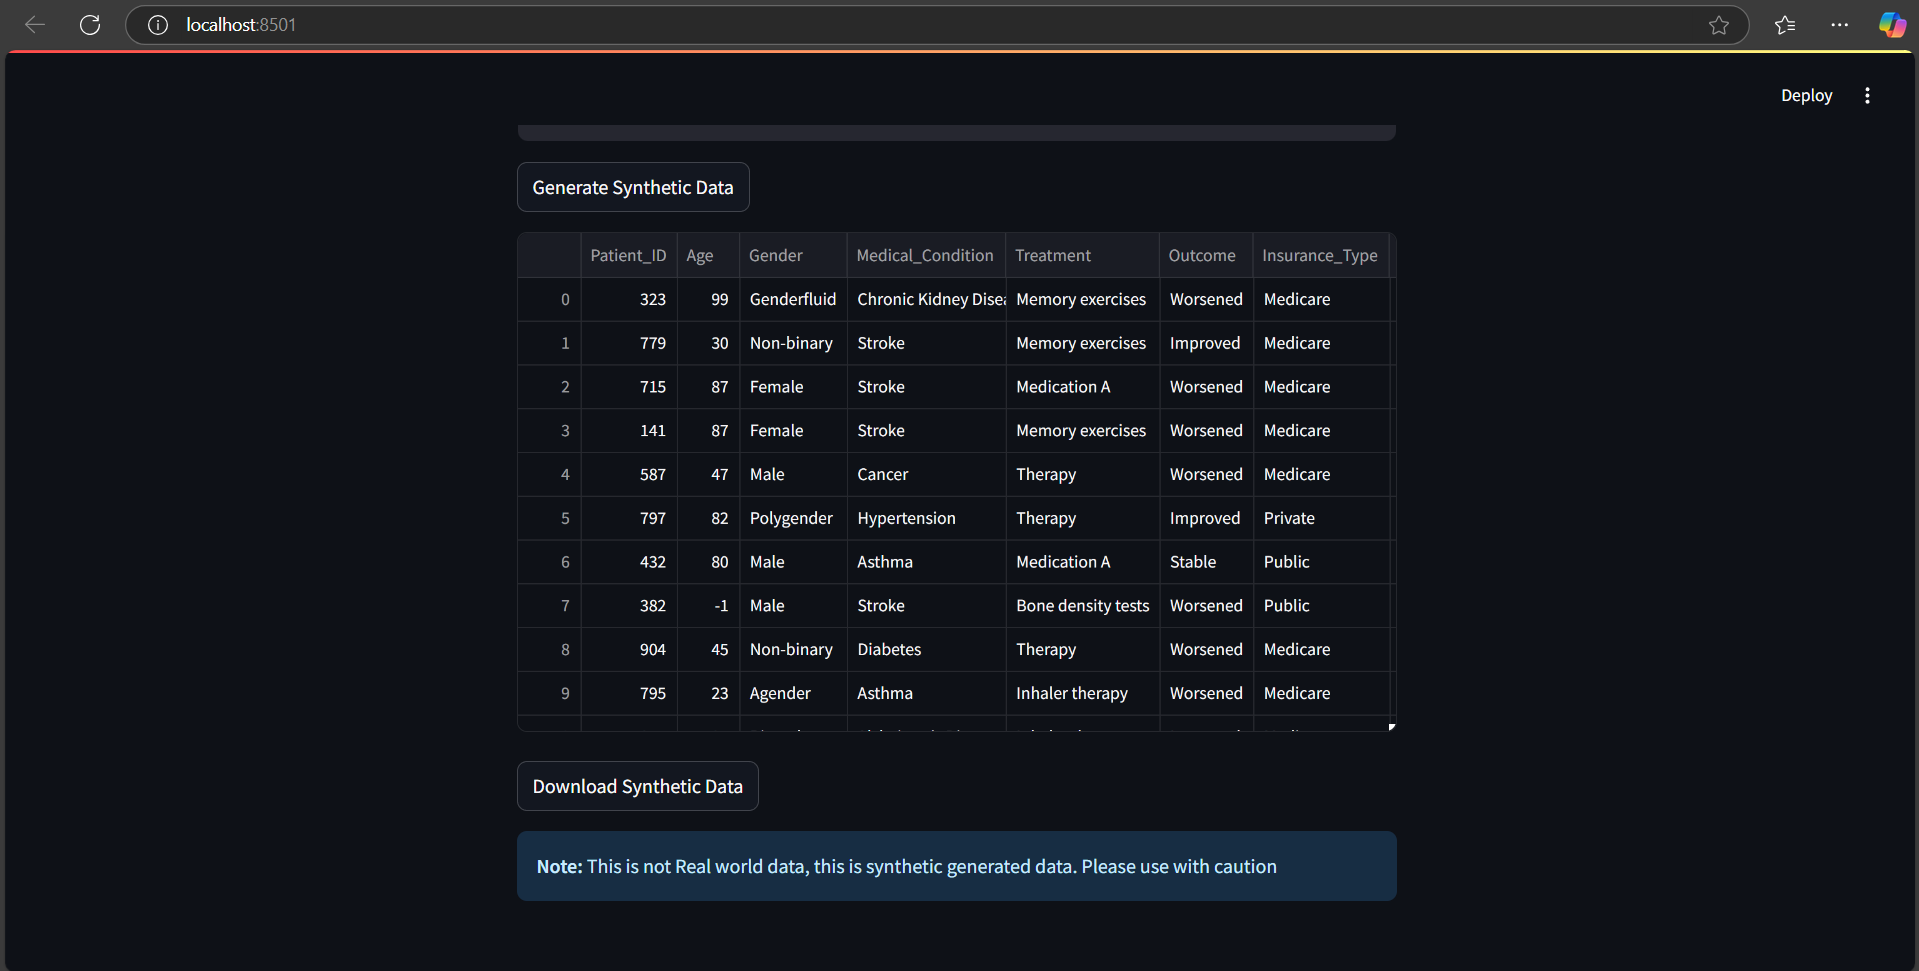 localhost:8501
Deploy
Generate Synthetic Data
Patient_ID Age Gender Medical_Condition Treatment Outcome Insurance_Type
0 323 99 Genderfluid Chronic Kidney Disea Memory exercises Worsened Medicare
1 779 30 Non-binary Stroke Memory exercises Improved Medicare
2 715 87 Female Stroke Medication A Worsened Medicare
3 141 87 Female Stroke Memory exercises Worsened Medicare
4 587 47 Male Cancer Therapy Worsened Medicare
5 797 82 Polygender Hypertension Therapy Improved Private
6 432 80 Male Asthma Medication A Stable Public
7 382 -1 Male Stroke Bone density tests Worsened Public
8 904 45 Non-binary Diabetes Therapy Worsened Medicare
9 795 23 Agender Asthma Inhaler therapy Worsened Medicare
Download Synthetic Data
Note: This is not Real world data, this is synthetic generated data. Please use with caution